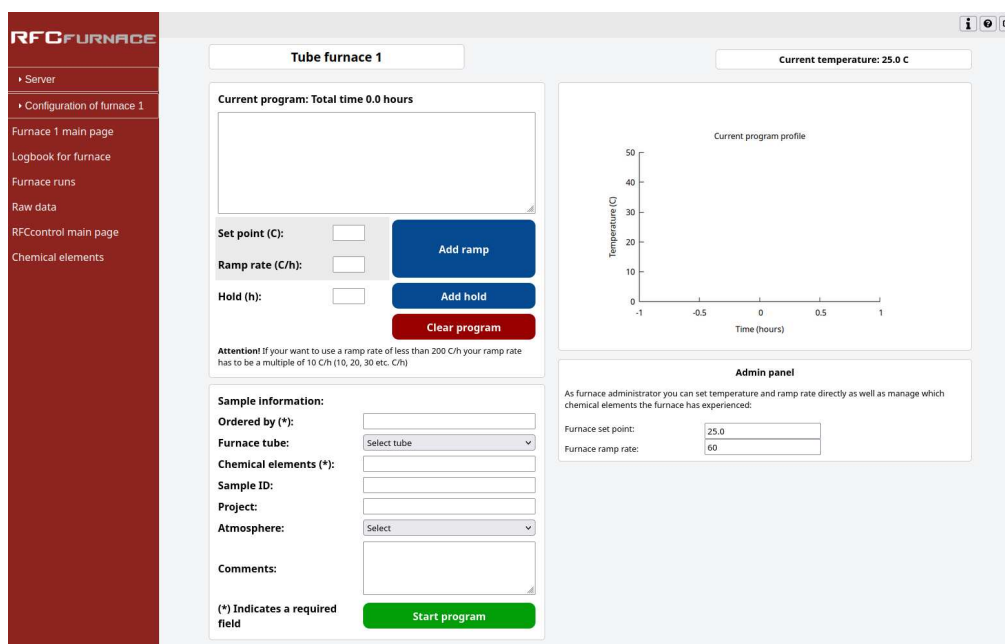 RFCFURNACE
Server
Configuration of furnace 1
Furnace 1 main page
Logbook for furnace
Furnace runs
Raw data
RFCcontrol main page
Chemical elements
Tube furnace 1
Current temperature: 25.0 C
Current program: Total time 0.0 hours
Set point (C):
Ramp rate (C/h):
Add ramp
Hold (h):
Add hold
Clear program
Attention! If your want to use a ramp rate of less than 200 C/h your ramp rate
has to be a multiple of 10 C/h (10, 20, 30 etc. C/h)
Sample information:
Ordered by (*):
Furnace tube:
Select tube
Chemical elements (*):
Sample ID:
Project:
Atmosphere:
Select
Comments:
(*) Indicates a required
field
Start program
Current program profile
50
40
30
20
10
0
Temperature (C)
-1
-0.5
0
0.5
1
Time (hours)
Admin panel
As furnace administrator you can set temperature and ramp rate directly as well as manage which
chemical elements the furnace has experienced:
Furnace set point:
25.0
Furnace ramp rate:
60